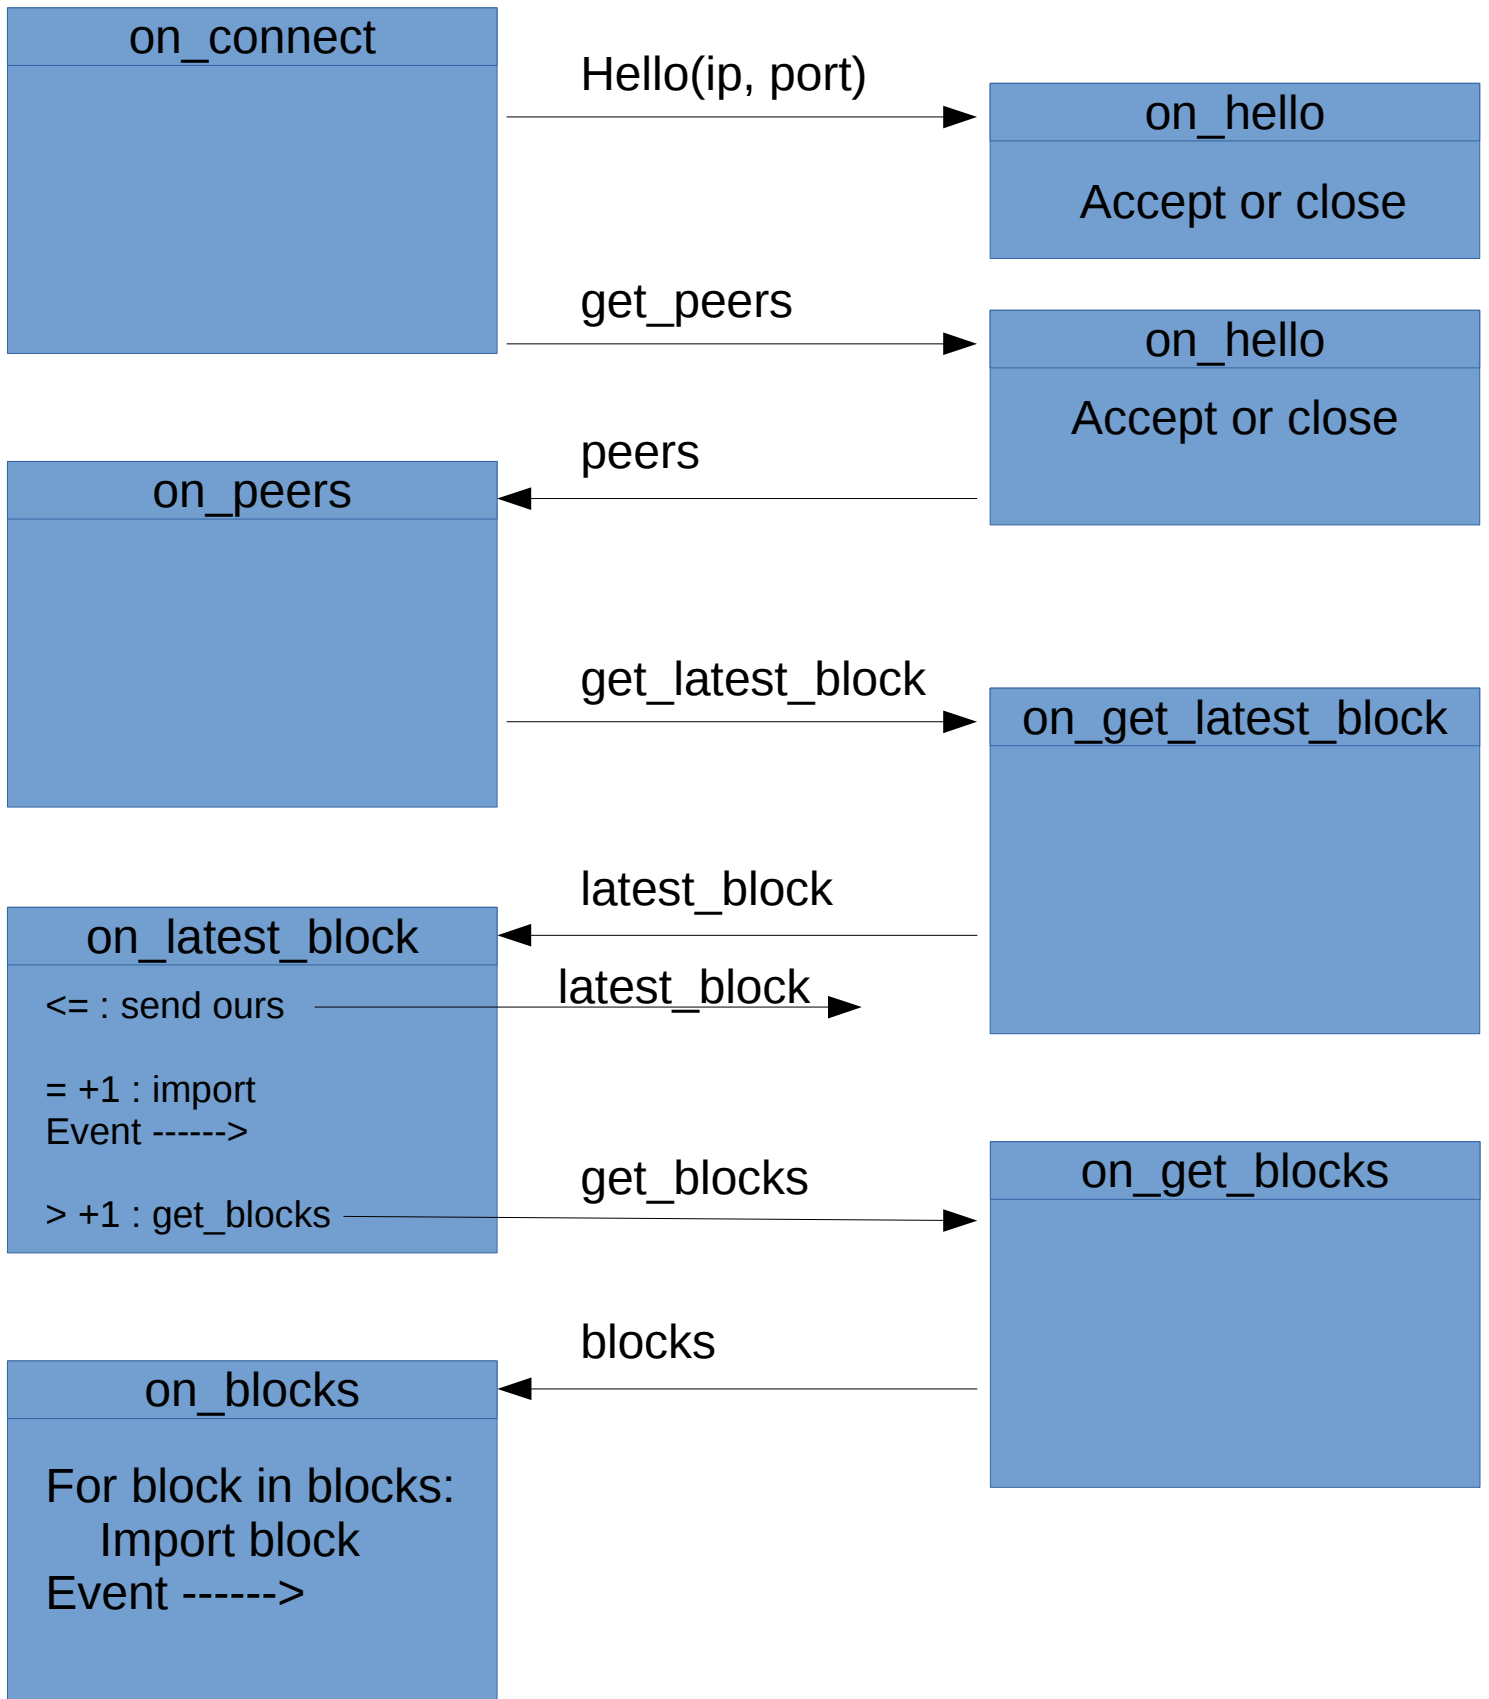 on_connect
Hello(ip, port)
on_hello
Accept or close
get_peers
on_hello
Accept or close
peers
on_peers
get_latest_block
on_get_latest_block
latest_block
on_latest_block
<= : send ours
latest_block
= +1 : import
Event ------>
> +1 : get_blocks
get_blocks
on_get_blocks
blocks
on_blocks
For block in blocks:
Import block
Event ------>